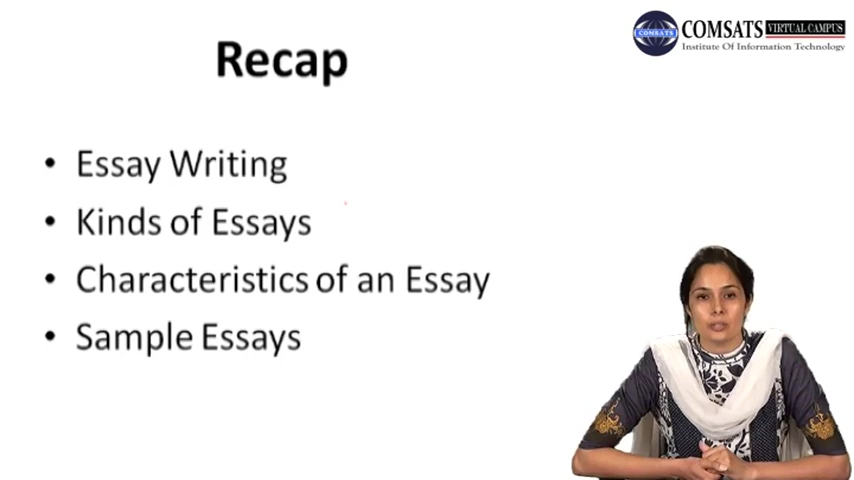 COMSATS VIRTUAL CAMPUS
COMSATS Institute Of Information Technology
Recap
• Essay Writing
• Kinds of Essays
• Characteristics of an Essay
• Sample Essays